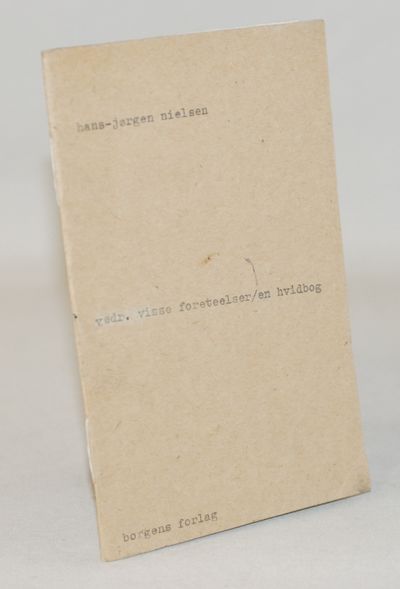 hans-jørgen nielsen
vedr. visse foreteelser/en hvidbog
borgens forlag